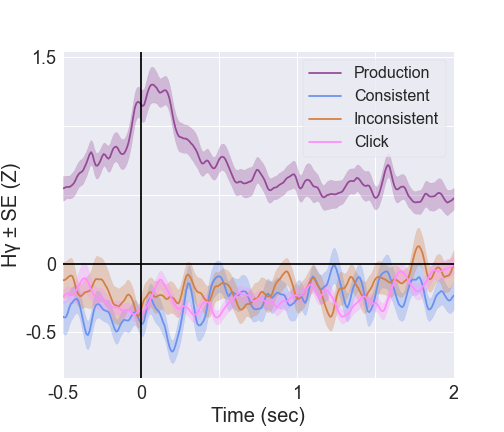 1.5
Production
Consistent
Inconsistent
Click
Hγ ± SE (Z)
0
-0.5
-0.5 0 1 2
Time (sec)